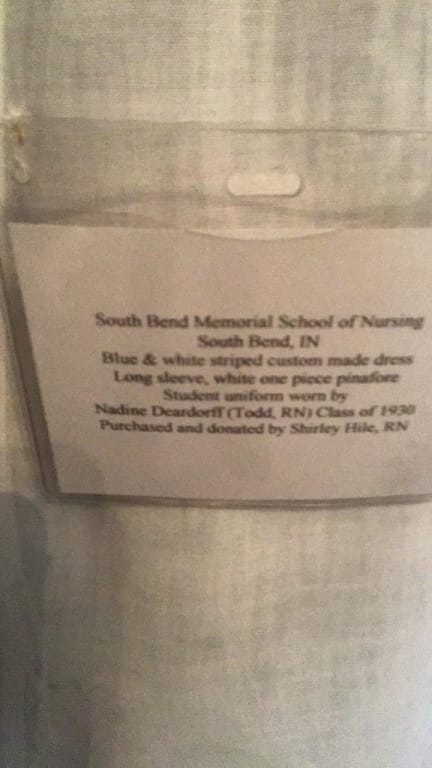 South Bend Memorial School of Nursing
South Bend, IN
Blue & white striped custom made dress
Long sleeve, white one piece pinafore
Student uniform worn by
Nadine Deardorff (Todd, RN) Class of 1930
Purchased and donated by Shirley Hile, RN